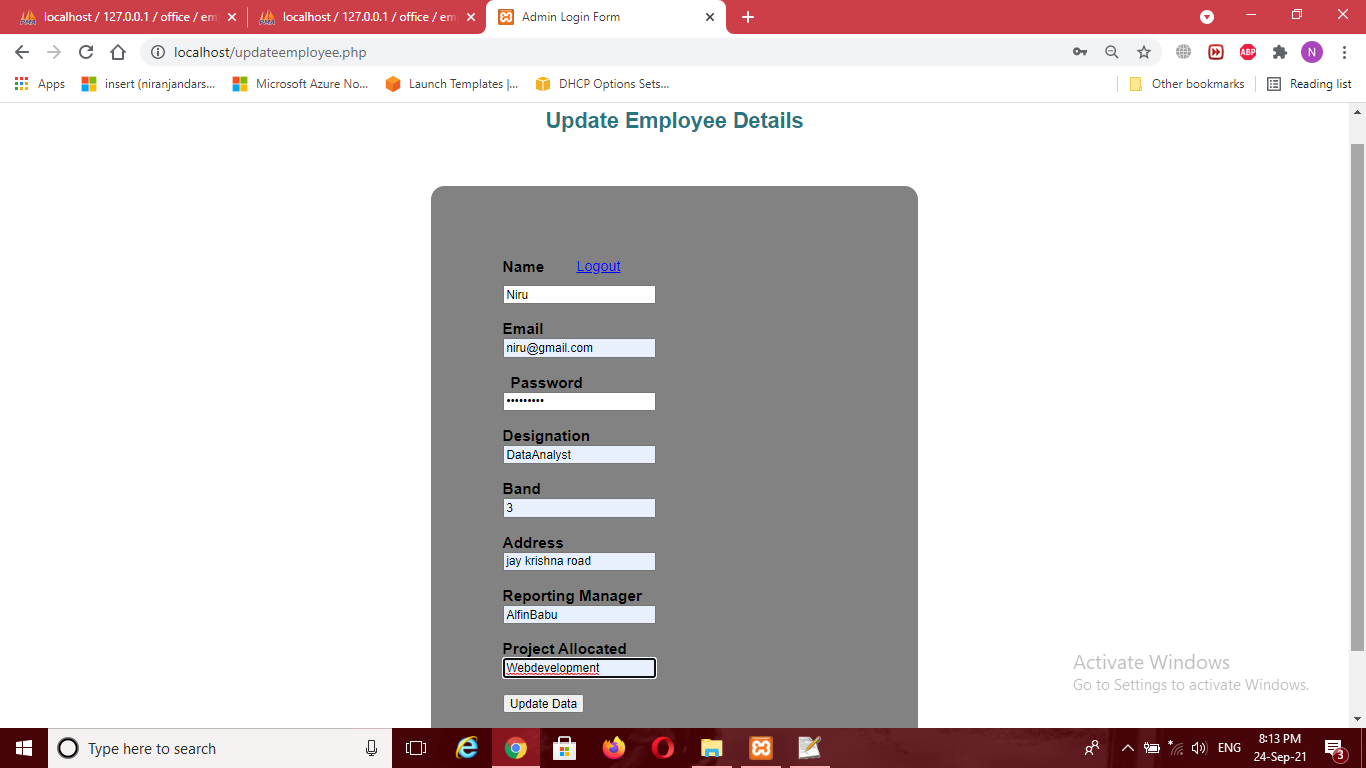 localhost / 127.0.0.1 / office / em
localhost / 127.0.0.1 / office / em
Admin Login Form
localhost/updateemployee.php
ABP
N
Apps
insert (niranjandars...
Microsoft Azure No...
Launch Templates |...
DHCP Options Sets...
Other bookmarks
Reading list
Update Employee Details
Name Logout
Niru
Email
niru@gmail.com
Password
•••••••••
Designation
DataAnalyst
Band
3
Address
jay krishna road
Reporting Manager
AlfinBabu
Project Allocated
Webdevelopment
Update Data
Activate Windows
Go to Settings to activate Windows.
Type here to search
ENG
8:13 PM
24-Sep-21
3